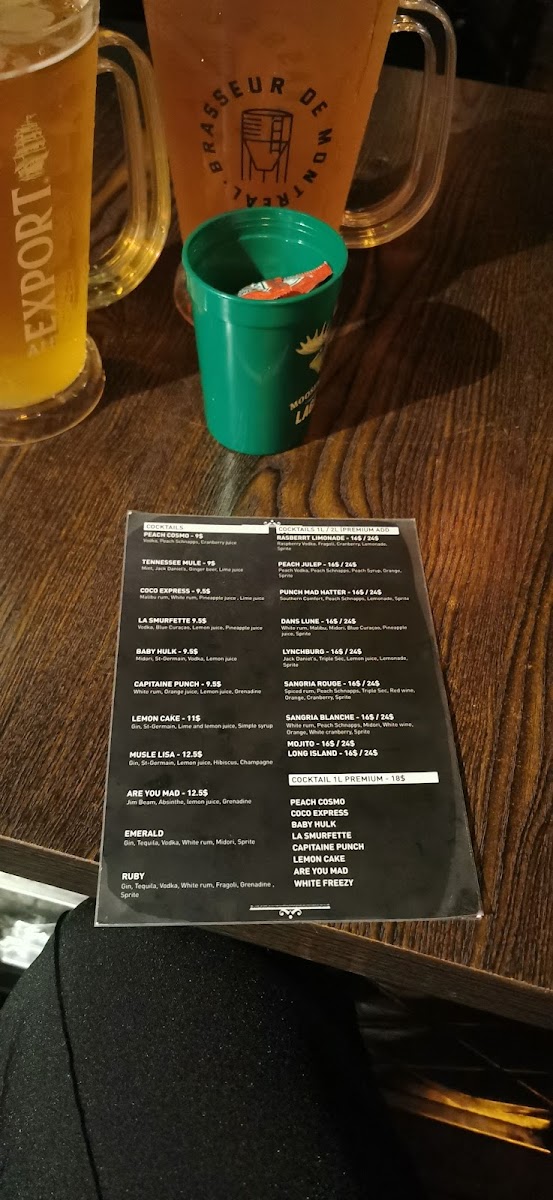 EXPORT
BRASSEUR DE MONTREAL
MOOSE
COCKTAILS
PEACH COSMO - 9$
Vodka, Peach Schnapps, Cranberry juice
TENNESSEE MULE - 9$
Mint, Jack Daniel's, Ginger beer, Lime juice
COCO EXPRESS - 9.5$
Malibu rum, White rum, Pineapple juice , Lime juice
LA SMURFETTE 9.5$
Vodka, Blue Curacao, Lemon juice, Pineapple juice
BABY HULK - 9.5$
Midori, St-Germain, Vodka, Lemon juice
CAPITAINE PUNCH - 9.5$
White rum, Orange juice, Lemon juice, Grenadine
LEMON CAKE - 11$
Gin, St-Germain, Lime and lemon juice, Simple syrup
MUSLE LISA - 12.5$
Gin, St-Germain, Lemon juice, Hibiscus, Champagne
ARE YOU MAD - 12.5$
Jim Beam, Absinthe, lemon juice, Grenadine
EMERALD
Gin, Tequila, Vodka, White rum, Midori, Sprite
RUBY
Gin, Tequila, Vodka, White rum, Fragoli, Grenadine ,
Sprite
COCKTAILS 1L / 2L (PREMIUM ADD
RASBERRT LIMONADE - 16$ / 24$
Raspberry Vodka, Fragoli, Cranberry, Lemonade,
Sprite
PEACH JULEP - 16$ / 24$
Peach Vodka, Peach Schnapps, Peach Syrup, Orange,
Sprite
PUNCH MAD HATTER - 16$ / 24$
Southern Comfort, Peach Schnapps, Lemonade, Sprite
DANS LUNE - 16$ / 24$
White rum, Malibu, Midori, Blue Curacao, Pineapple
juice, Sprite
LYNCHBURG - 16$ / 24$
Jack Daniel's, Triple Sec, Lemon juice, Lemonade,
Sprite
SANGRIA ROUGE - 16$ / 24$
Spiced rum, Peach Schnapps, Triple Sec, Red wine,
Orange, Cranberry, Sprite
SANGRIA BLANCHE - 16$ / 24$
White rum, Peach Schnapps, Midori, White wine,
Orange, White cranberry, Sprite
MOJITO - 16$ / 24$
LONG ISLAND - 16$ / 24$
COCKTAIL 1L PREMIUM - 18$
PEACH COSMO
COCO EXPRESS
BABY HULK
LA SMURFETTE
CAPITAINE PUNCH
LEMON CAKE
ARE YOU MAD
WHITE FREEZY